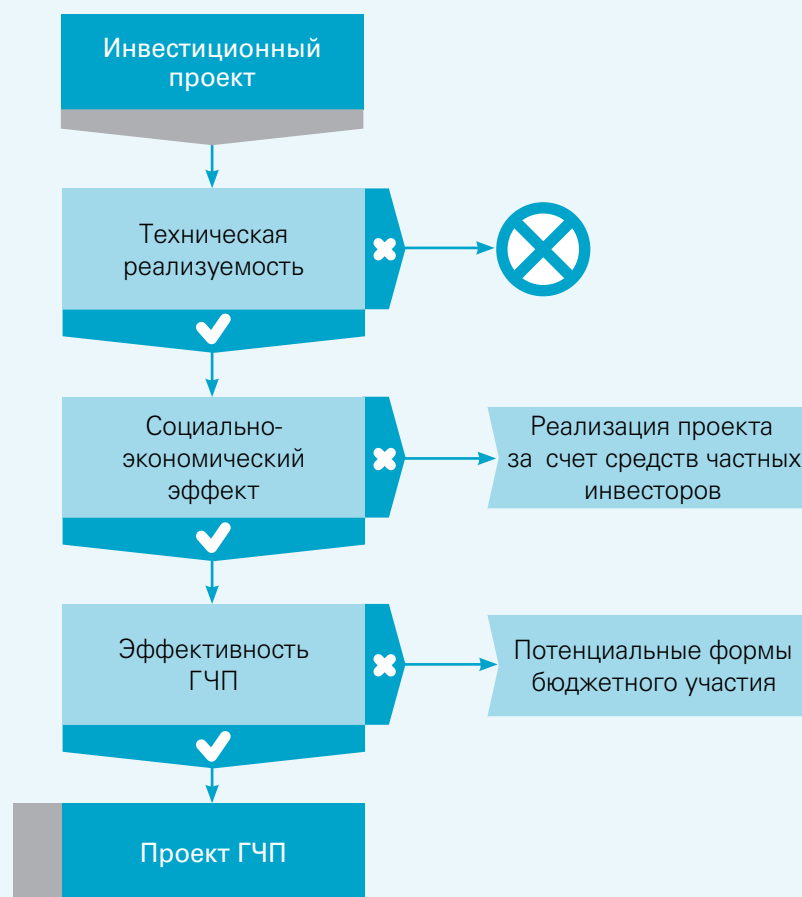 Инвестиционный
проект
Техническая
реализуемость
Социально-
экономический
эффект
Реализация проекта
за счет средств частных
инвесторов
Эффективность
ГЧП
Потенциальные формы
бюджетного участия
Проект ГЧП